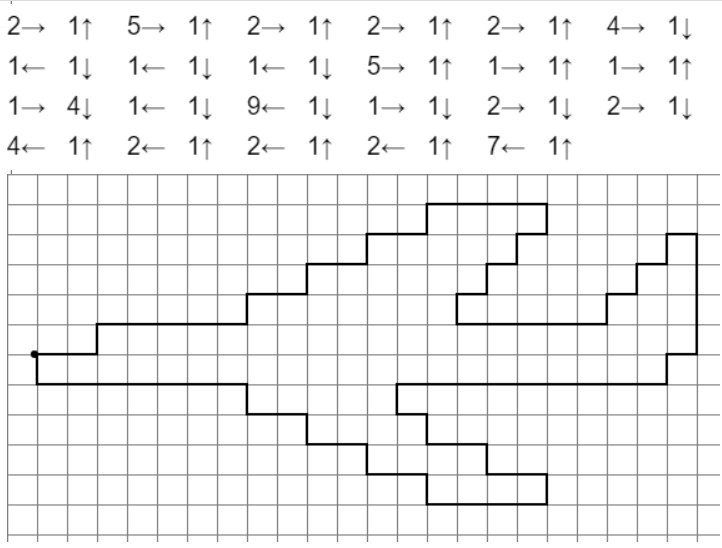 2→ 1↑ 5→ 1↑ 2→ 1↑ 2→ 1↑ 2→ 1↑ 4→ 1↓
1← 1↓ 1← 1↓ 1← 1↓ 5→ 1↑ 1→ 1↑ 1→ 1↑
1→ 4↓ 1← 1↓ 9← 1↓ 1→ 1↓ 2→ 1↓ 2→ 1↓
4← 1↑ 2← 1↑ 2← 1↑ 2← 1↑ 7← 1↑